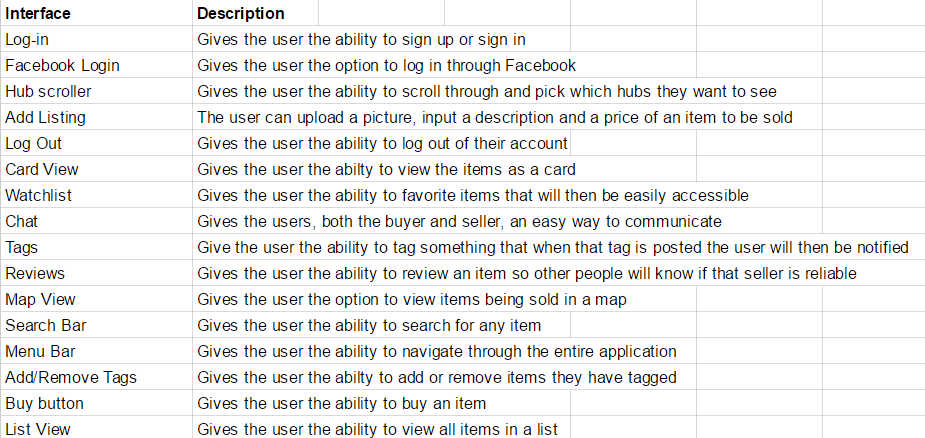 Interface Description
Log-in Gives the user the ability to sign up or sign in
Facebook Login Gives the user the option to log in through Facebook
Hub scroller Gives the user the ability to scroll through and pick which hubs they want to see
Add Listing The user can upload a picture, input a description and a price of an item to be sold
Log Out Gives the user the ability to log out of their account
Card View Gives the user the abilty to view the items as a card
Watchlist Gives the user the ability to favorite items that will then be easily accessible
Chat Gives the users, both the buyer and seller, an easy way to communicate
Tags Give the user the ability to tag something that when that tag is posted the user will then be notified
Reviews Gives the user the ability to review an item so other people will know if that seller is reliable
Map View Gives the user the option to view items being sold in a map
Search Bar Gives the user the ability to search for any item
Menu Bar Gives the user the ability to navigate through the entire application
Add/Remove Tags Gives the user the abilty to add or remove items they have tagged
Buy button Gives the user the ability to buy an item
List View Gives the user the ability to view all items in a list